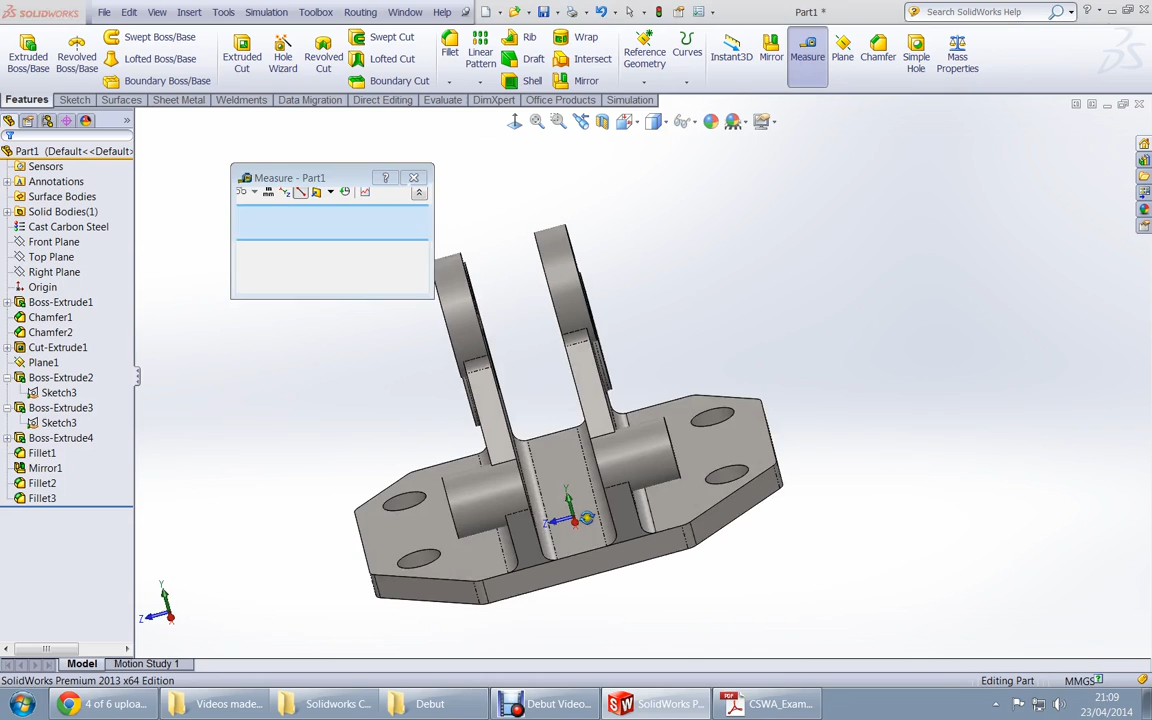 SOLIDWORKS File Edit View Insert Tools Simulation Toolbox Routing Window Help Part1 * Search SolidWorks Help
Extruded Boss/Base Revolved Boss/Base Swept Boss/Base Lofted Boss/Base Boundary Boss/Base Extruded Cut Hole Wizard Revolved Cut Swept Cut Lofted Cut Boundary Cut Fillet Linear Pattern Rib Draft Shell Wrap Intersect Mirror Reference Geometry Curves Instant3D Mirror Measure Plane Chamfer Simple Hole Mass Properties
Features Sketch Surfaces Sheet Metal Weldments Data Migration Direct Editing Evaluate DimXpert Office Products Simulation
Part1 (Default<<Default>
Sensors
Annotations
Surface Bodies
Solid Bodies(1)
Cast Carbon Steel
Front Plane
Top Plane
Right Plane
Origin
Boss-Extrude1
Chamfer1
Chamfer2
Cut-Extrude1
Plane1
Boss-Extrude2
Sketch3
Boss-Extrude3
Sketch3
Boss-Extrude4
Fillet1
Mirror1
Fillet2
Fillet3
Measure - Part1
Y
Z
X
Y
Z
X
Model Motion Study 1
SolidWorks Premium 2013 x64 Edition Editing Part MMGS
4 of 6 uploa... Videos made... Solidworks C... Debut Debut Video... SolidWorks P... CSWA_Exam...
21:09
23/04/2014